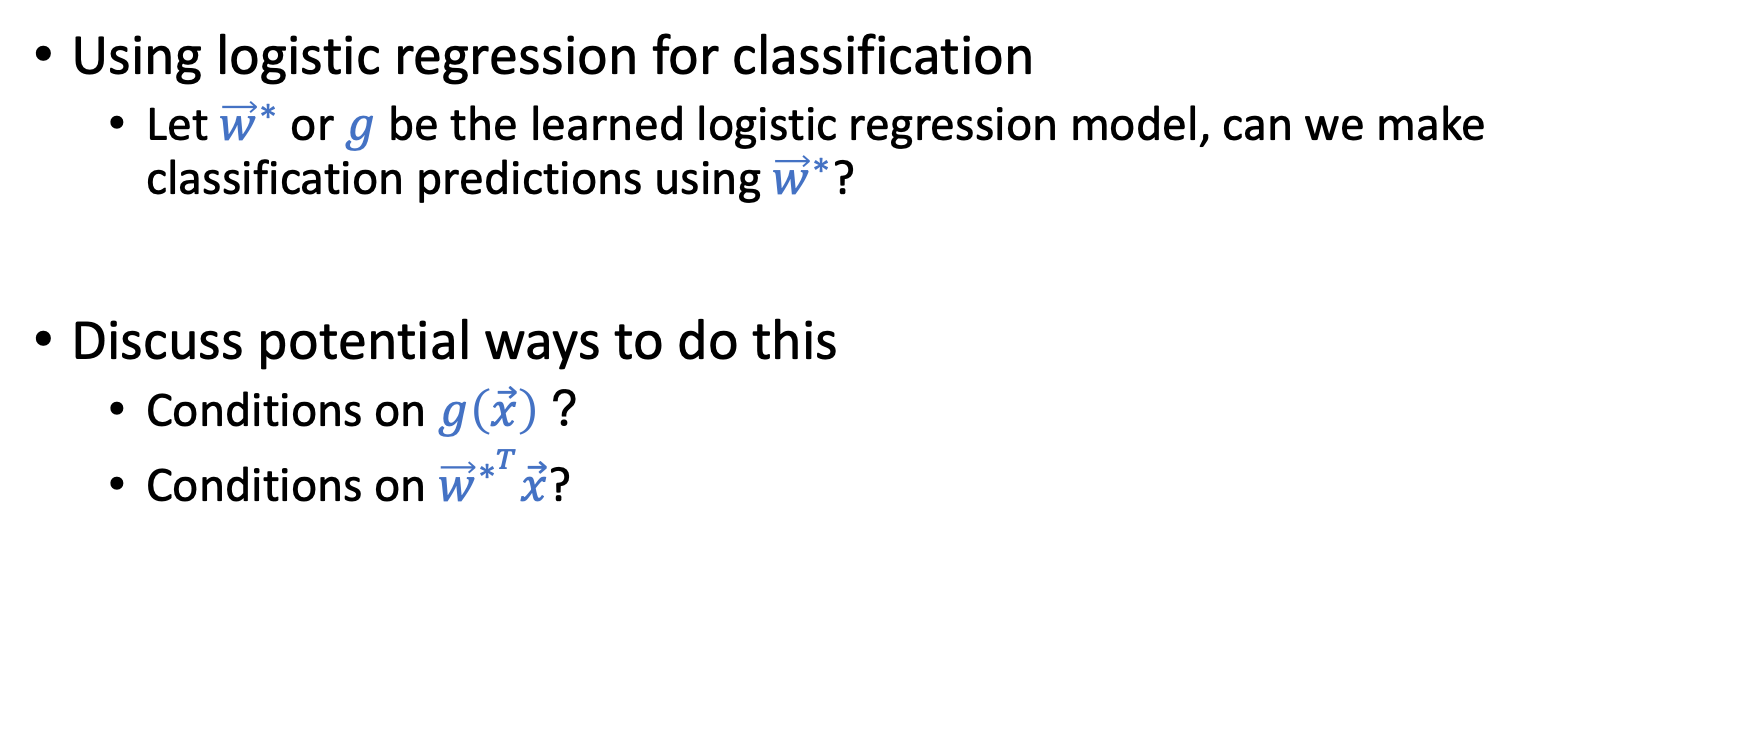 • Using logistic regression for classification
• Let w⃗* or g be the learned logistic regression model, can we make
classification predictions using w⃗*?
• Discuss potential ways to do this
• Conditions on g(x⃗) ?
• Conditions on w⃗*ᵀ x⃗?